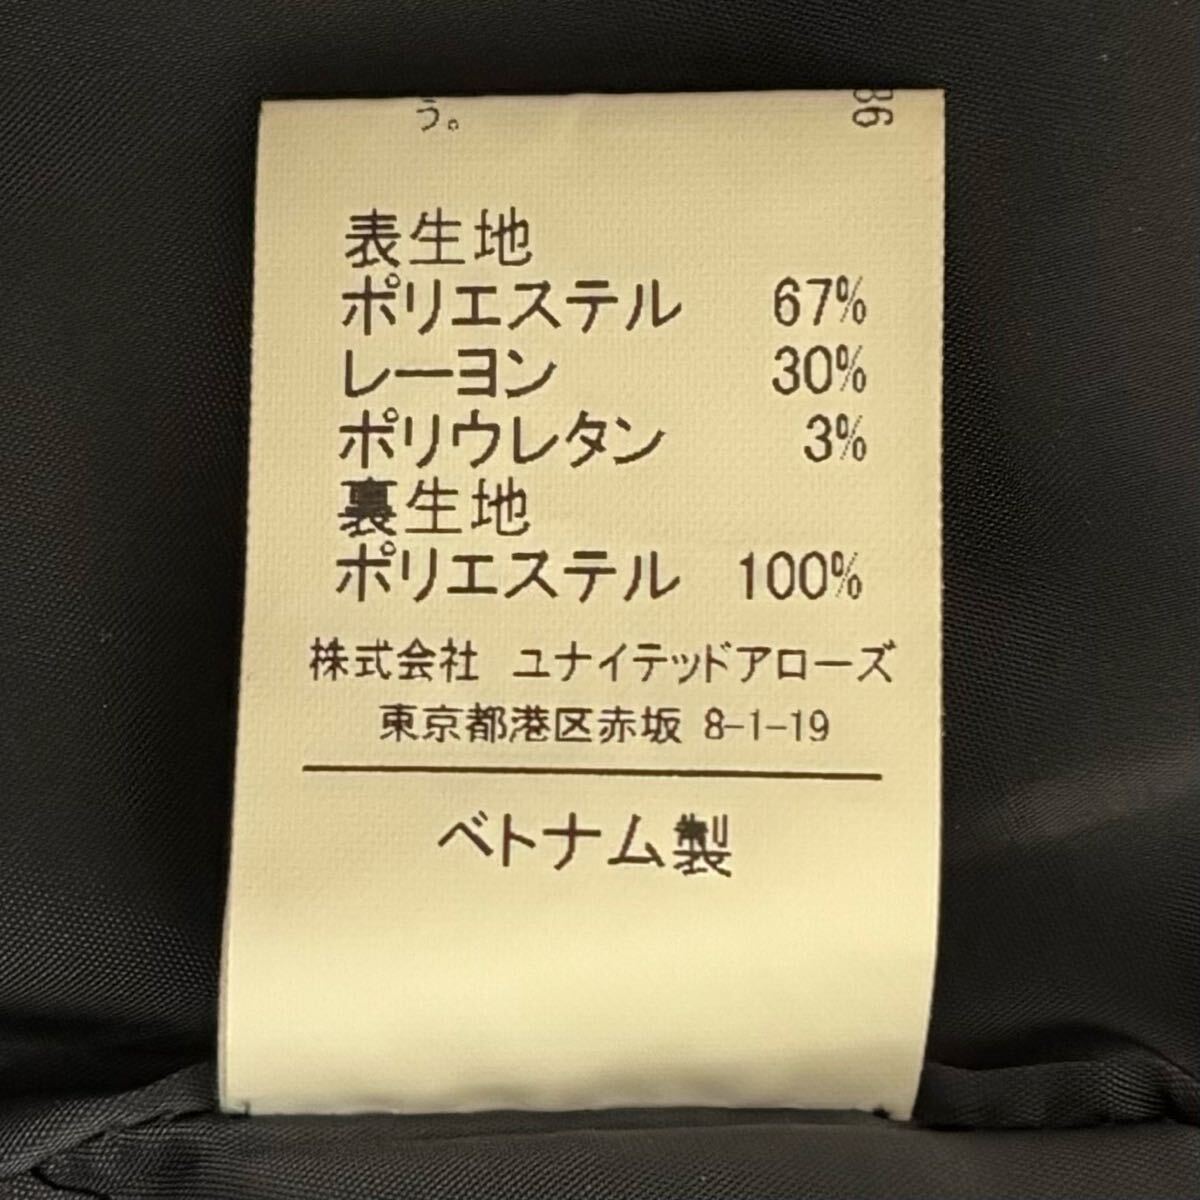 う。
86
表生地
ポリエステル 67%
レーヨン 30%
ポリウレタン 3%
裏生地
ポリエステル 100%
株式会社 ユナイテッドアローズ
東京都港区赤坂 8-1-19
ベトナム製